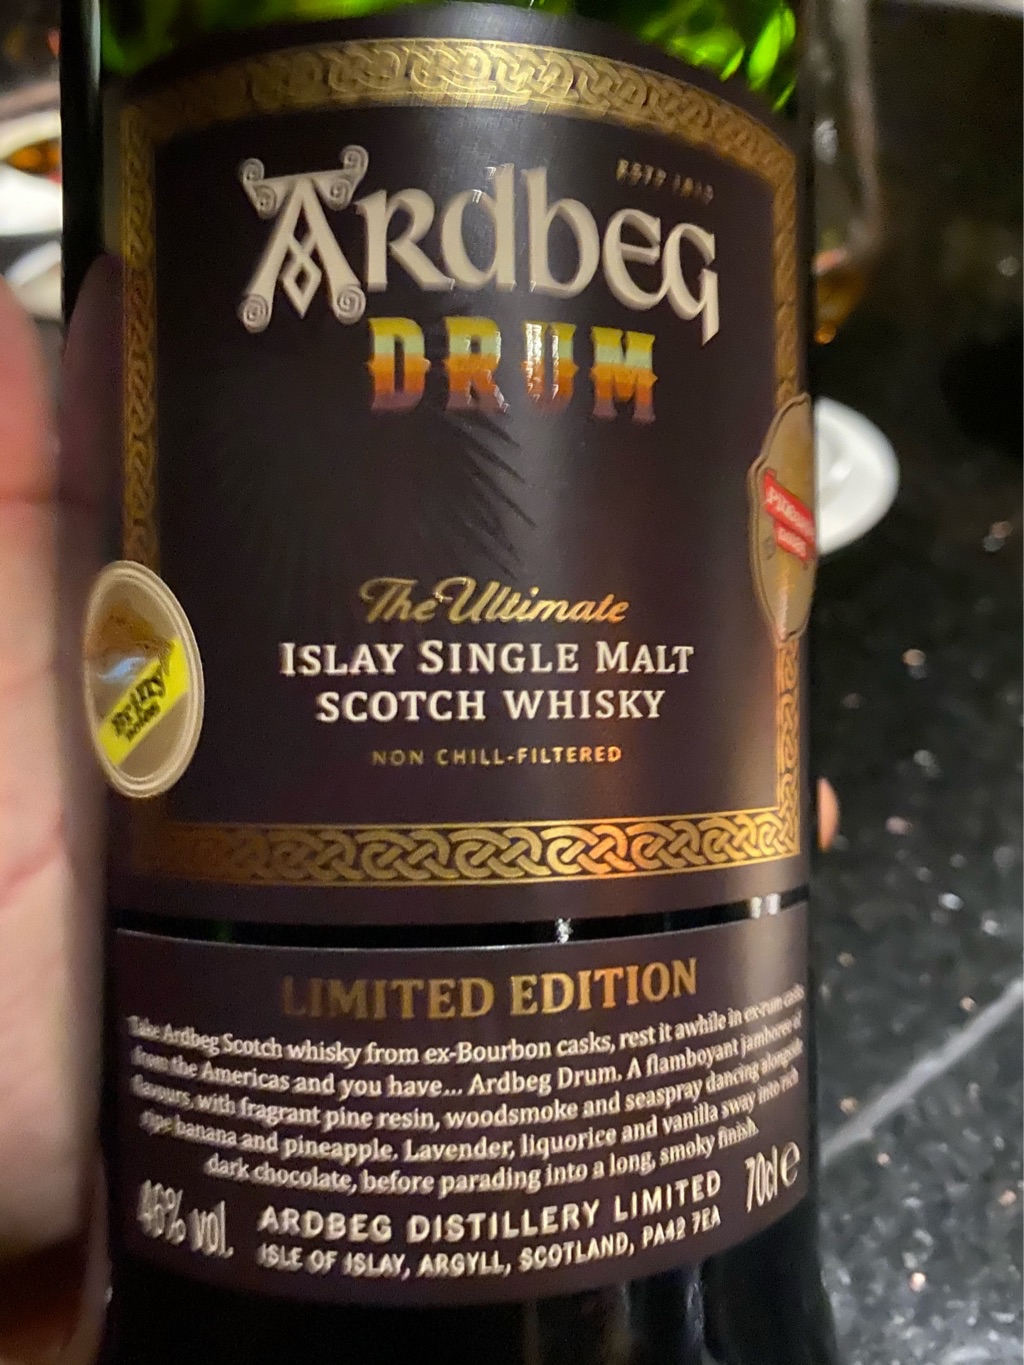 ESTD 1815
ARDBEG
DRUM
The Ultimate
ISLAY SINGLE MALT
SCOTCH WHISKY
NON CHILL-FILTERED
LIMITED EDITION
Take Ardbeg Scotch whisky from ex-Bourbon casks, rest it awhile in ex-rum casks
from the Americas and you have... Ardbeg Drum. A flamboyant jamboree of
flavours, with fragrant pine resin, woodsmoke and seaspray dancing alongside
ripe banana and pineapple. Lavender, liquorice and vanilla sway into rich
dark chocolate, before parading into a long, smoky finish.
46% vol
ARDBEG DISTILLERY LIMITED
70cl e
ISLE OF ISLAY, ARGYLL, SCOTLAND, PA42 7EA